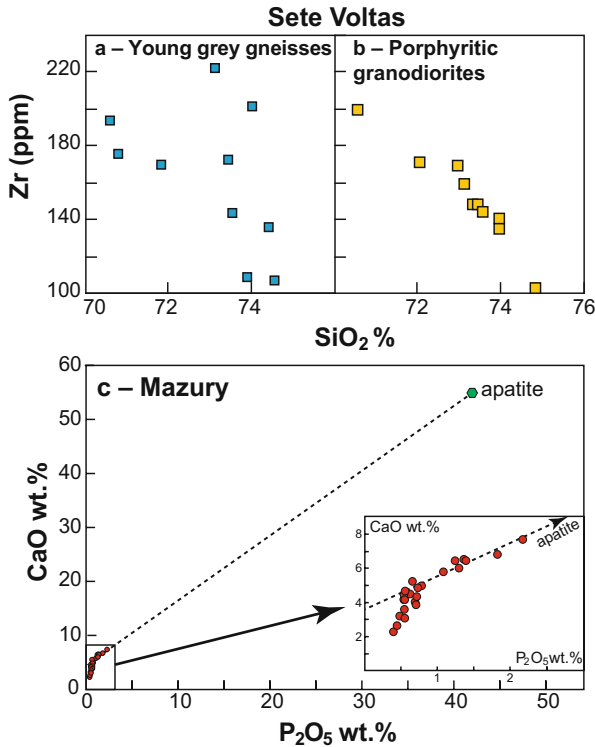 Sete Voltas
a – Young grey gneisses
b – Porphyritic
granodiorites
Zr (ppm)
220
180
140
100
70
72
74
72
74
76
SiO₂ %
c – Mazury
apatite
CaO wt.%
60
50
40
30
20
10
0
0
10
20
30
40
50
P₂O₅ wt.%
CaO wt.%
apatite
8
6
4
2
1
2
P₂O₅wt.%